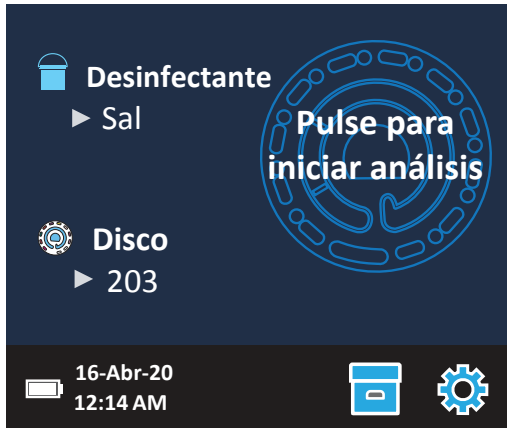 Desinfectante
Sal
Pulse para
iniciar análisis
Disco
203
16-Abr-20
12:14 AM